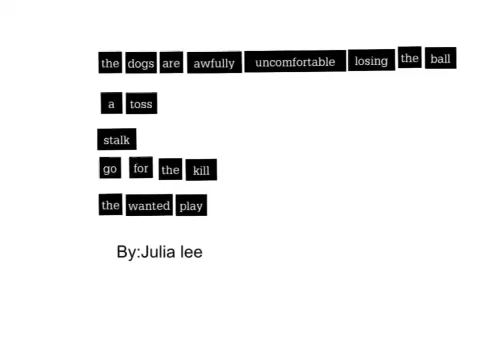 the dogs are awfully uncomfortable losing the ball
a toss
stalk
go for the kill
the wanted play
By:Julia lee